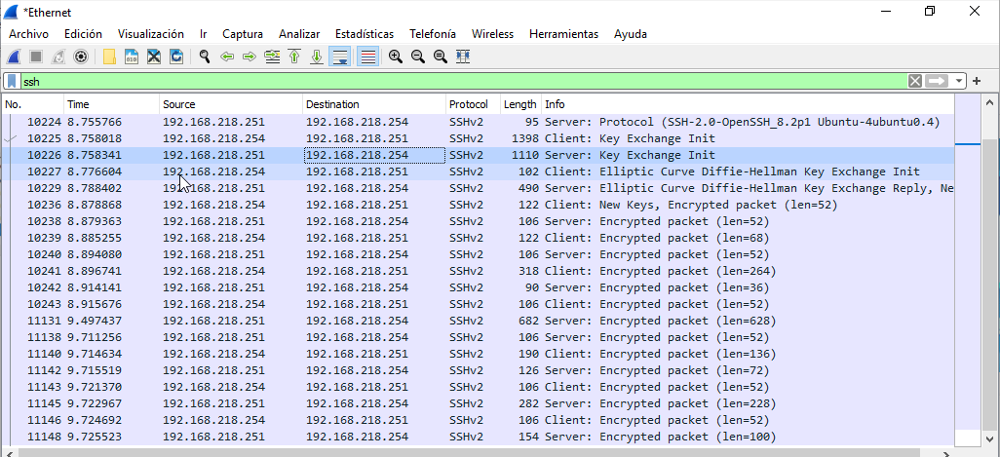 *Ethernet
Archivo Edición Visualización Ir Captura Analizar Estadísticas Telefonía Wireless Herramientas Ayuda
ssh
No. Time Source Destination Protocol Length Info
10224 8.755766 192.168.218.251 192.168.218.254 SSHv2 95 Server: Protocol (SSH-2.0-OpenSSH_8.2p1 Ubuntu-4ubuntu0.4)
10225 8.758018 192.168.218.254 192.168.218.251 SSHv2 1398 Client: Key Exchange Init
10226 8.758341 192.168.218.251 192.168.218.254 SSHv2 1110 Server: Key Exchange Init
10227 8.776604 192.168.218.254 192.168.218.251 SSHv2 102 Client: Elliptic Curve Diffie-Hellman Key Exchange Init
10229 8.788402 192.168.218.251 192.168.218.254 SSHv2 490 Server: Elliptic Curve Diffie-Hellman Key Exchange Reply, Ne
10236 8.878868 192.168.218.254 192.168.218.251 SSHv2 122 Client: New Keys, Encrypted packet (len=52)
10238 8.879363 192.168.218.251 192.168.218.254 SSHv2 106 Server: Encrypted packet (len=52)
10239 8.885255 192.168.218.254 192.168.218.251 SSHv2 122 Client: Encrypted packet (len=68)
10240 8.894080 192.168.218.251 192.168.218.254 SSHv2 106 Server: Encrypted packet (len=52)
10241 8.896741 192.168.218.254 192.168.218.251 SSHv2 318 Client: Encrypted packet (len=264)
10242 8.914141 192.168.218.251 192.168.218.254 SSHv2 90 Server: Encrypted packet (len=36)
10243 8.915676 192.168.218.254 192.168.218.251 SSHv2 106 Client: Encrypted packet (len=52)
11131 9.497437 192.168.218.251 192.168.218.254 SSHv2 682 Server: Encrypted packet (len=628)
11138 9.711256 192.168.218.251 192.168.218.254 SSHv2 106 Server: Encrypted packet (len=52)
11140 9.714634 192.168.218.254 192.168.218.251 SSHv2 190 Client: Encrypted packet (len=136)
11142 9.715519 192.168.218.251 192.168.218.254 SSHv2 126 Server: Encrypted packet (len=72)
11143 9.721370 192.168.218.254 192.168.218.251 SSHv2 106 Client: Encrypted packet (len=52)
11145 9.722967 192.168.218.251 192.168.218.254 SSHv2 282 Server: Encrypted packet (len=228)
11146 9.724692 192.168.218.254 192.168.218.251 SSHv2 106 Client: Encrypted packet (len=52)
11148 9.725523 192.168.218.251 192.168.218.254 SSHv2 154 Server: Encrypted packet (len=100)